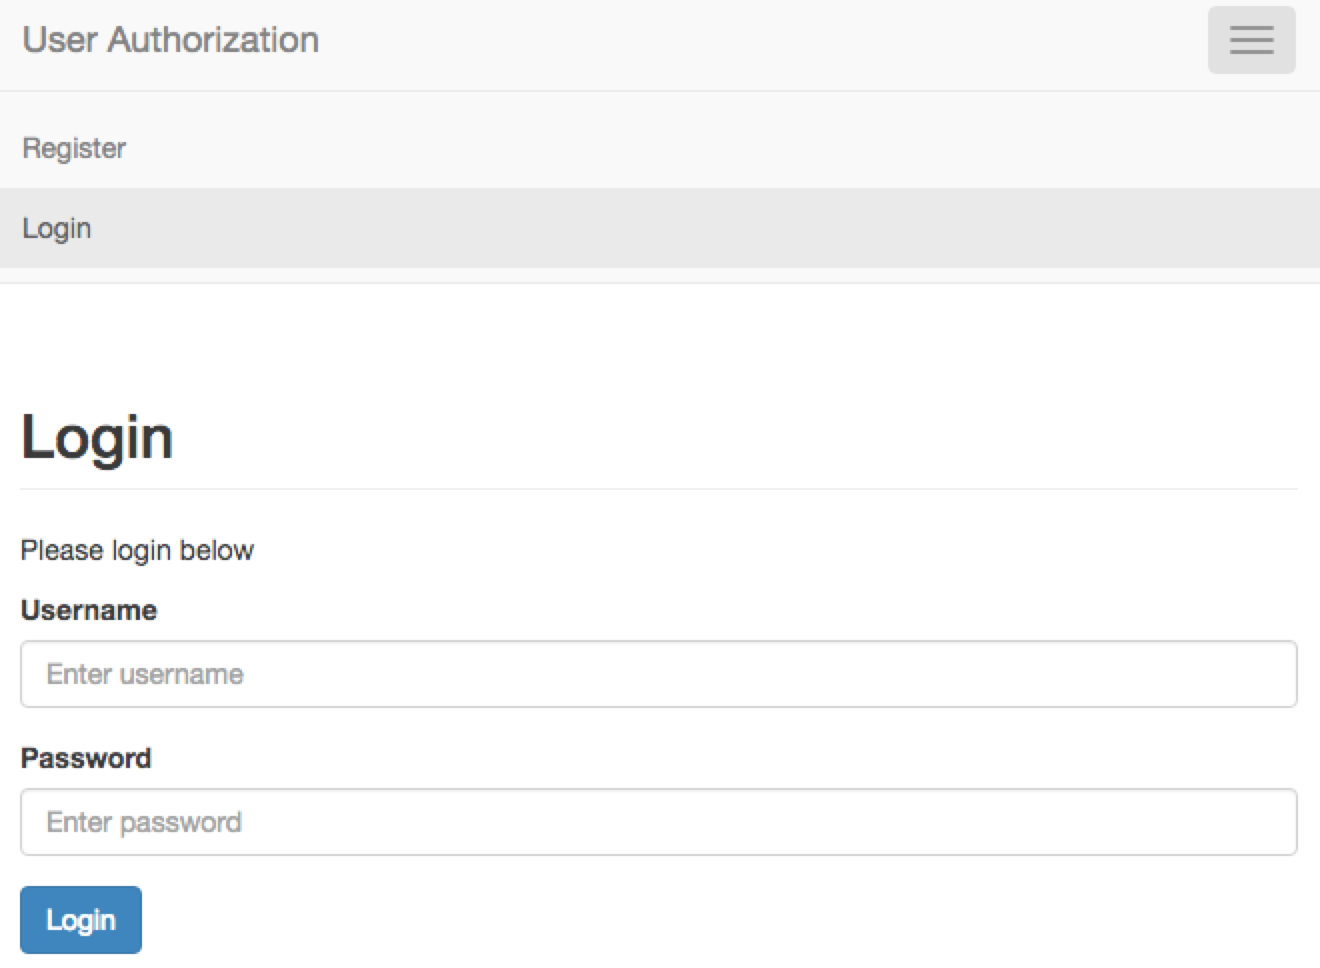 User Authorization
Register
Login
Login
Please login below
Username
Enter username
Password
Enter password
Login